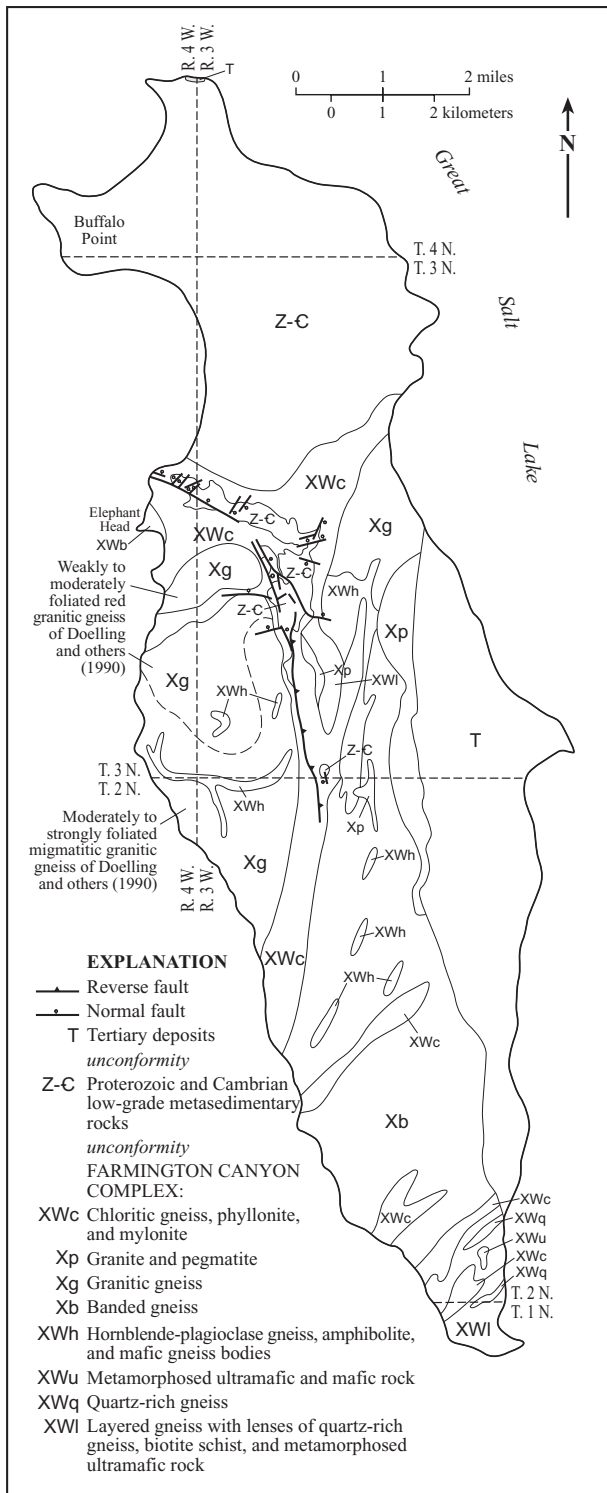 R. 4 W.
R. 3 W.
T
0 1 2 miles
0 1 2 kilometers
N
Great
Salt
Lake
Buffalo
Point
T. 4 N.
T. 3 N.
Z-Ꞓ
XWc
Z-Ꞓ
Elephant
Head
XWb
XWc
Xg
Weakly to
moderately
foliated red
granitic gneiss
of Doelling
and others
(1990)
Xg
Z-Ꞓ
XWh
Z-Ꞓ
Xp
Xp
XWl
Xg
XWh
Z-Ꞓ
T
T. 3 N.
T. 2 N.
XWh
Xp
Moderately to
strongly foliated
migmatitic granitic
gneiss of Doelling
and others (1990)
R. 4 W.
R. 3 W.
Xg
XWh
XWh
XWc
XWh
XWc
Xb
XWc
XWc
XWq
XWu
XWc
XWq
T. 2 N.
T. 1 N.
XWl
EXPLANATION
Reverse fault
Normal fault
T Tertiary deposits
unconformity
Z-Ꞓ Proterozoic and Cambrian
low-grade metasedimentary
rocks
unconformity
FARMINGTON CANYON
COMPLEX:
XWc Chloritic gneiss, phyllonite,
and mylonite
Xp Granite and pegmatite
Xg Granitic gneiss
Xb Banded gneiss
XWh Hornblende-plagioclase gneiss, amphibolite,
and mafic gneiss bodies
XWu Metamorphosed ultramafic and mafic rock
XWq Quartz-rich gneiss
XWl Layered gneiss with lenses of quartz-rich
gneiss, biotite schist, and metamorphosed
ultramafic rock